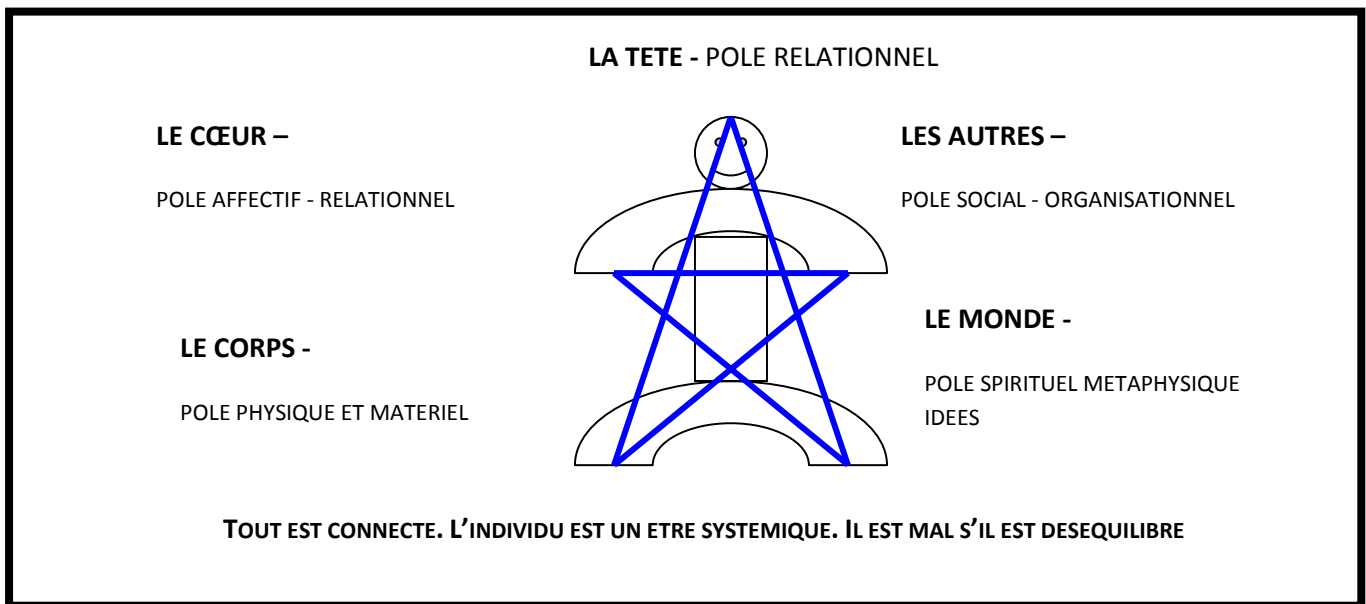 LA TETE - POLE RELATIONNEL
LE CŒUR –
POLE AFFECTIF - RELATIONNEL
LES AUTRES –
POLE SOCIAL - ORGANISATIONNEL
LE CORPS -
POLE PHYSIQUE ET MATERIEL
LE MONDE -
POLE SPIRITUEL METAPHYSIQUE
IDEES
TOUT EST CONNECTE. L'INDIVIDU EST UN ETRE SYSTEMIQUE. IL EST MAL S'IL EST DESEQUILIBRE